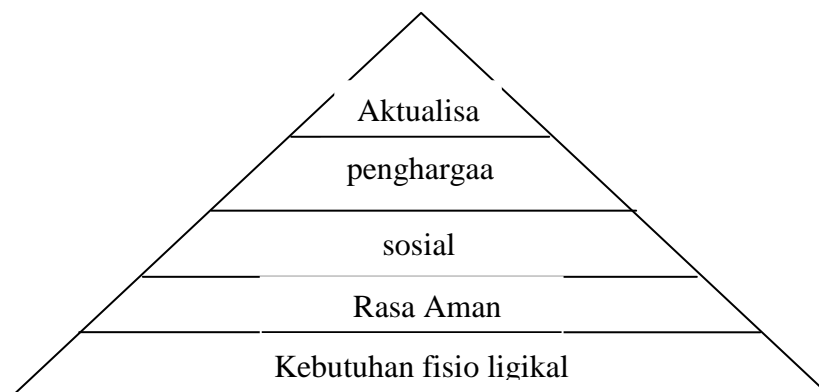 Aktualisa
penghargaa
sosial
Rasa Aman
Kebutuhan fisio ligikal